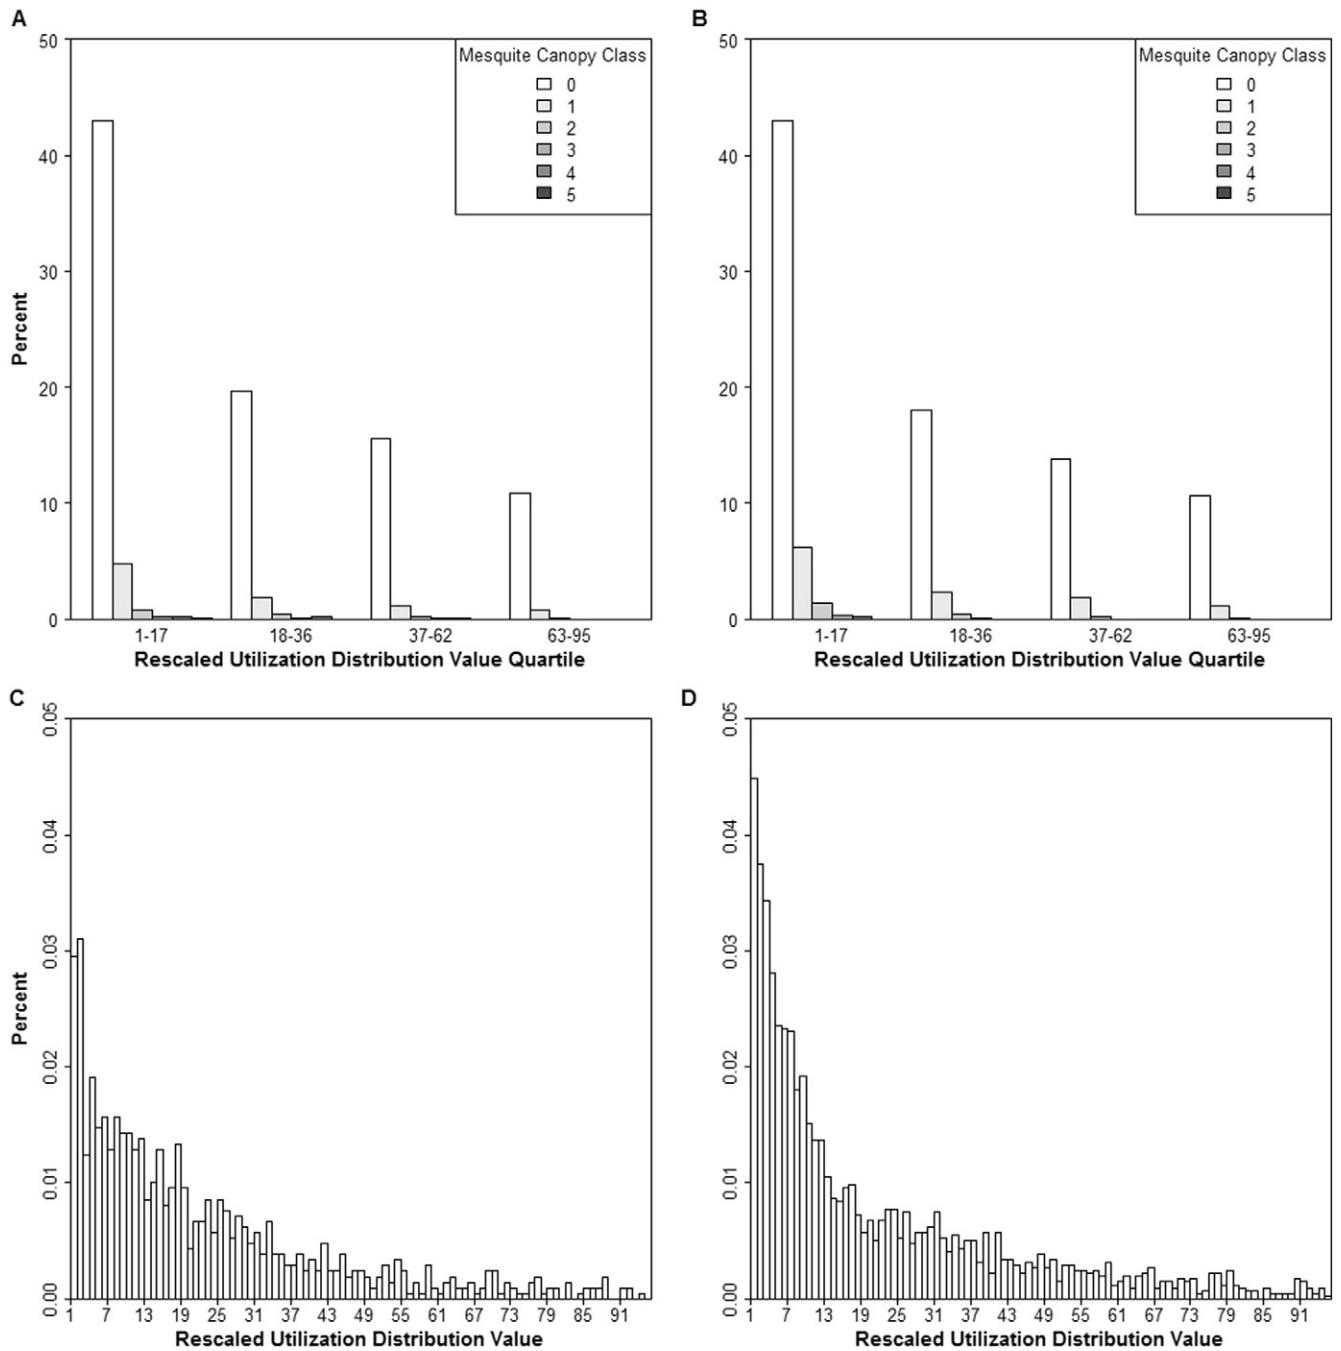 A
50
40
30
20
10
0
Percent
Mesquite Canopy Class
0
1
2
3
4
5
1-17 18-36 37-62 63-95
Rescaled Utilization Distribution Value Quartile
B
50
40
30
20
10
0
Mesquite Canopy Class
0
1
2
3
4
5
1-17 18-36 37-62 63-95
Rescaled Utilization Distribution Value Quartile
C
0.05
0.04
0.03
0.02
0.01
0.00
Percent
1 7 13 19 25 31 37 43 49 55 61 67 73 79 85 91
Rescaled Utilization Distribution Value
D
0.05
0.04
0.03
0.02
0.01
0.00
1 7 13 19 25 31 37 43 49 55 61 67 73 79 85 91
Rescaled Utilization Distribution Value